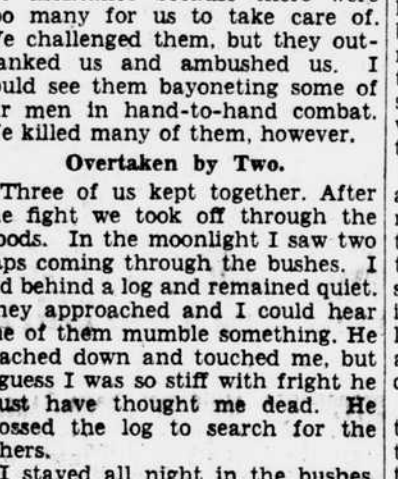 oo many for us to take care of.
e challenged them, but they out-
anked us and ambushed us. I
ould see them bayoneting some of
r men in hand-to-hand combat.
e killed many of them, however.
Overtaken by Two.
Three of us kept together. After
e fight we took off through the
oods. In the moonlight I saw two
aps coming through the bushes. I
d behind a log and remained quiet.
hey approached and I could hear
ne of them mumble something. He
ached down and touched me, but
guess I was so stiff with fright he
ust have thought me dead. He
ossed the log to search for the
hers.
I stayed all night in the bushes.